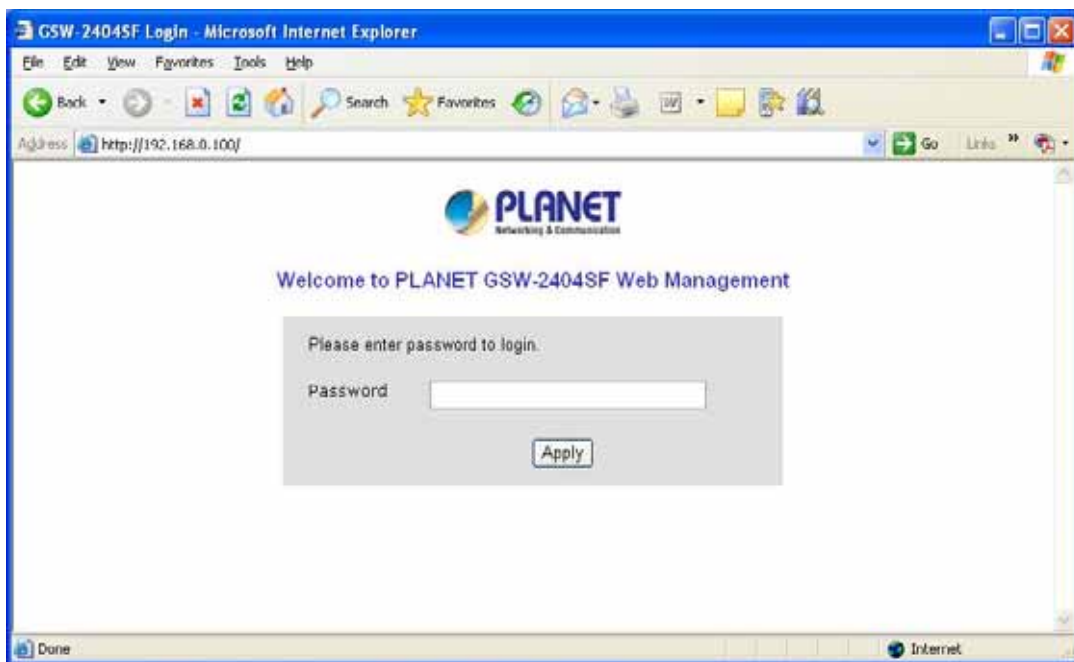 GSW-2404SF Login - Microsoft Internet Explorer
File Edit View Favorites Tools Help
Back Search Favorites
Address http://192.168.0.100/ Go Links »
PLANET
Networking & Communication
Welcome to PLANET GSW-2404SF Web Management
Please enter password to login.
Password
Apply
Done Internet